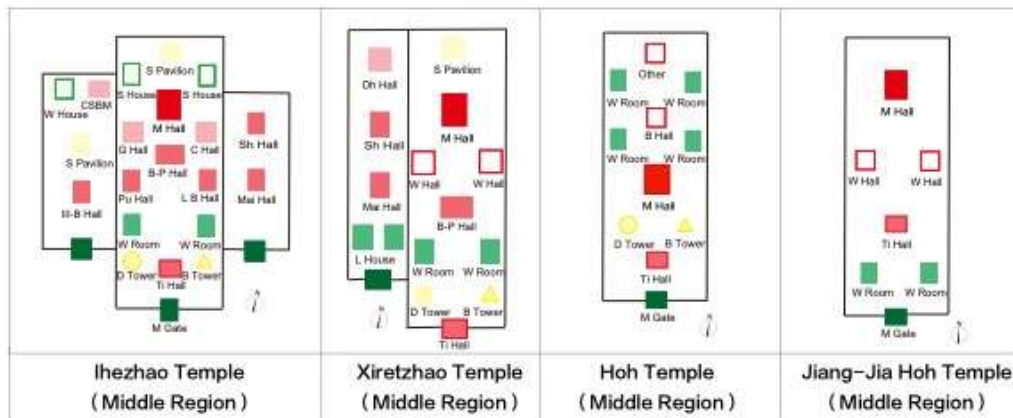 S Pavilion
W House
CSBM
S House
S House
M Hall
G Hall
C Hall
Sh Hall
S Pavilion
B-P Hall
III-B Hall
Pu Hall
L B Hall
Mai Hall
W Room
W Room
D Tower
B Tower
Ti Hall
M Gate
Ihezhao Temple
( Middle Region )
S Pavilion
Dh Hall
M Hall
Sh Hall
W Hall
W Hall
Mai Hall
B-P Hall
L House
W Room
W Room
D Tower
B Tower
Ti Hall
Xiretzhao Temple
( Middle Region )
Other
W Room
W Room
B Hall
W Room
W Room
M Hall
D Tower
B Tower
Ti Hall
M Gate
Hoh Temple
( Middle Region )
M Hall
W Hall
W Hall
Ti Hall
W Room
W Room
M Gate
Jiang-Jia Hoh Temple
( Middle Region )